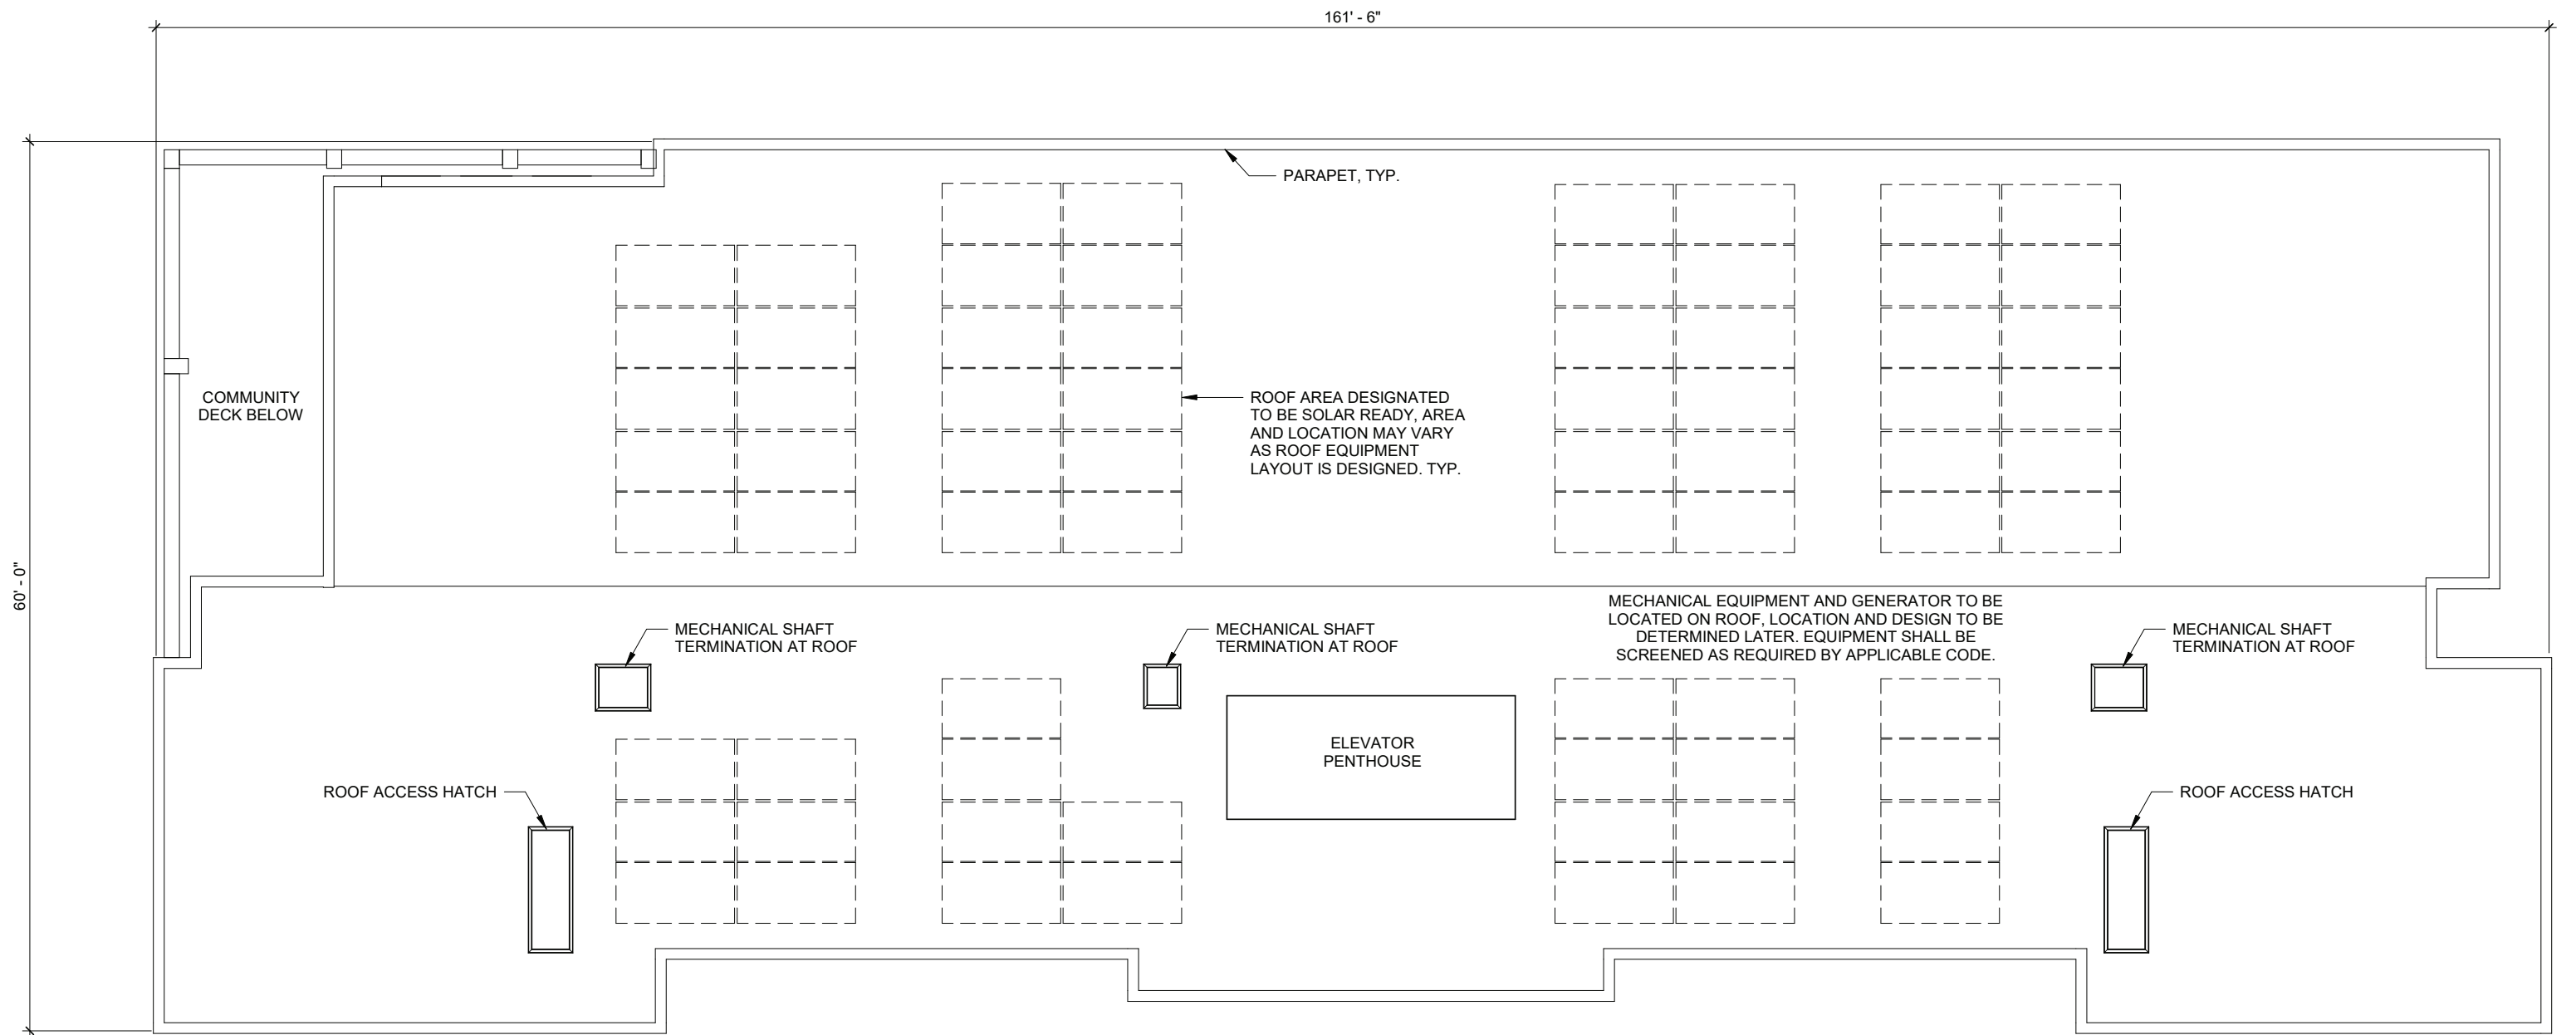 161' - 6"
PARAPET, TYP.
COMMUNITY
DECK BELOW
ROOF AREA DESIGNATED
TO BE SOLAR READY, AREA
AND LOCATION MAY VARY
AS ROOF EQUIPMENT
LAYOUT IS DESIGNED. TYP.
60' - 0"
MECHANICAL SHAFT
TERMINATION AT ROOF
MECHANICAL SHAFT
TERMINATION AT ROOF
MECHANICAL EQUIPMENT AND GENERATOR TO BE
LOCATED ON ROOF, LOCATION AND DESIGN TO BE
DETERMINED LATER. EQUIPMENT SHALL BE
SCREENED AS REQUIRED BY APPLICABLE CODE.
MECHANICAL SHAFT
TERMINATION AT ROOF
ELEVATOR
PENTHOUSE
ROOF ACCESS HATCH
ROOF ACCESS HATCH